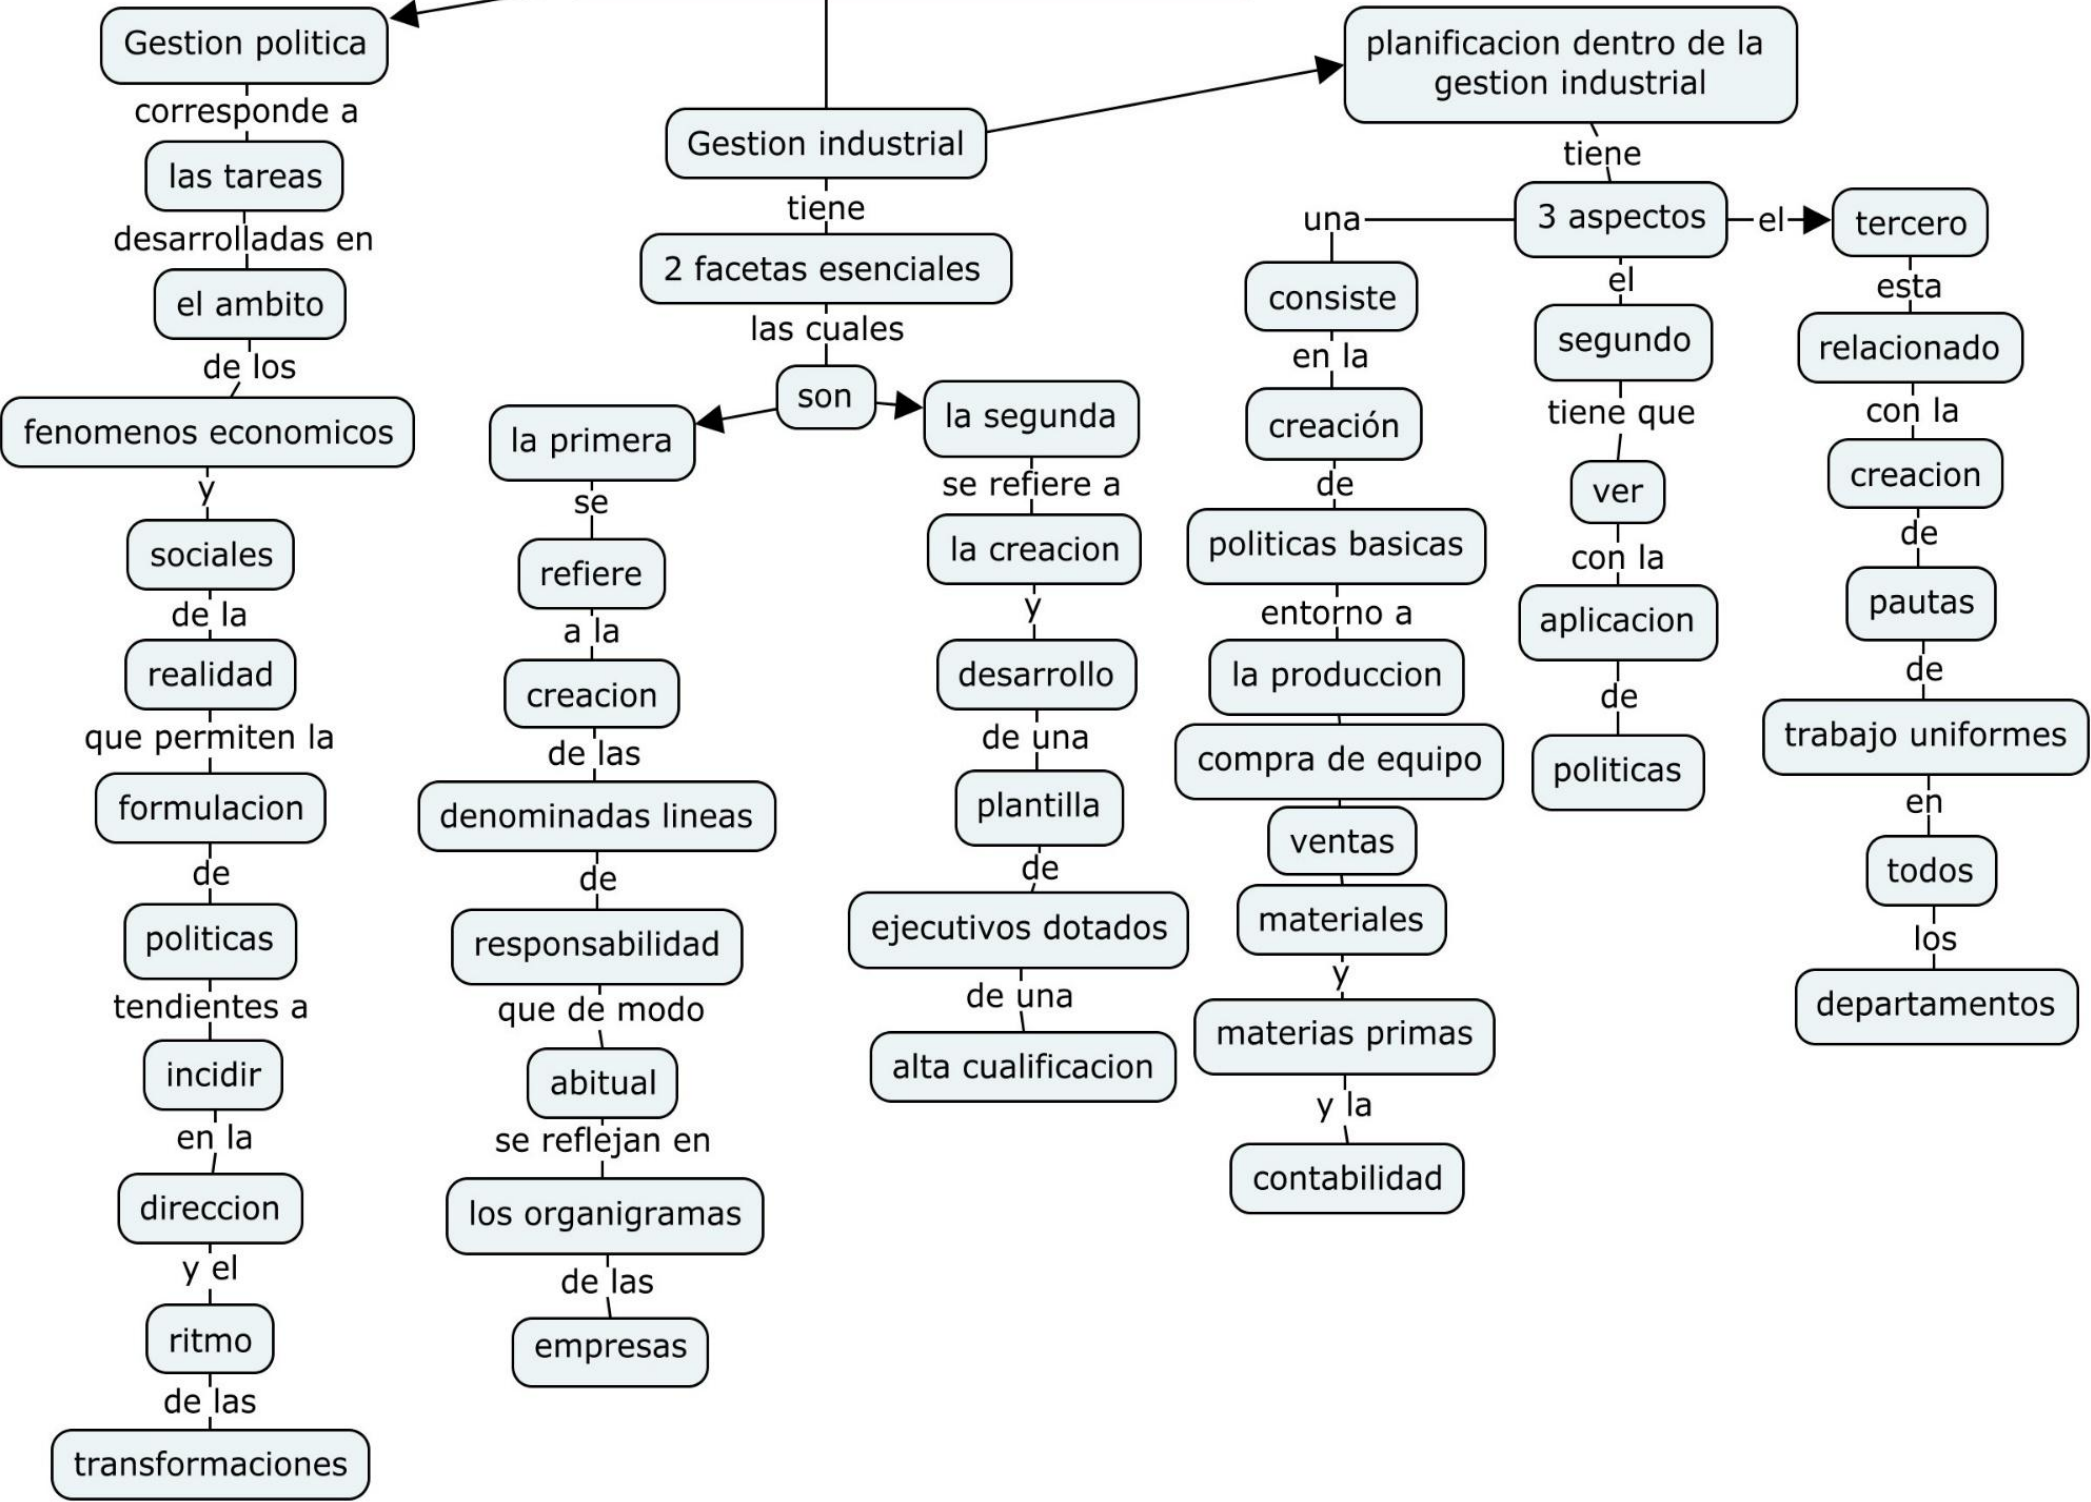 Gestion politica
corresponde a
las tareas
desarrolladas en
el ambito
de los
fenomenos economicos
y
sociales
de la
realidad
que permiten la
formulacion
de
politicas
tendientes a
incidir
en la
direccion
y el
ritmo
de las
transformaciones
Gestion industrial
tiene
2 facetas esenciales
las cuales
son
la primera
se
refiere
a la
creacion
de las
denominadas lineas
de
responsabilidad
que de modo
abitual
se reflejan en
los organigramas
de las
empresas
la segunda
se refiere a
la creacion
y
desarrollo
de una
plantilla
de
ejecutivos dotados
de una
alta cualificacion
planificacion dentro de la
gestion industrial
tiene
3 aspectos
una
consiste
en la
creación
de
politicas basicas
entorno a
la produccion
compra de equipo
ventas
materiales
y
materias primas
y la
contabilidad
el
segundo
tiene que
ver
con la
aplicacion
de
politicas
el
tercero
esta
relacionado
con la
creacion
de
pautas
de
trabajo uniformes
en
todos
los
departamentos